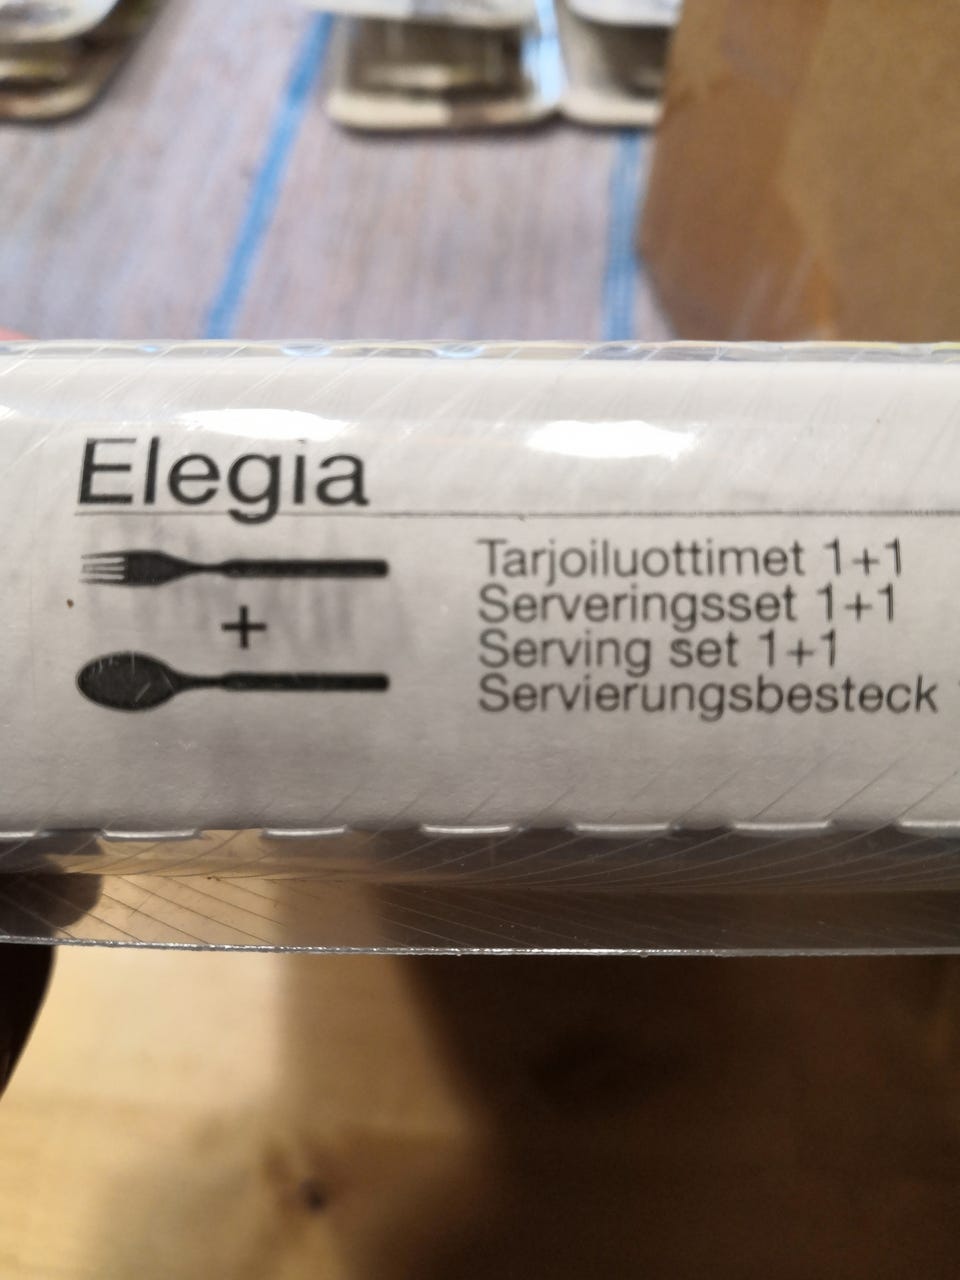 Elegia
+
Tarjoiluottimet 1+1
Serveringsset 1+1
Serving set 1+1
Servierungsbesteck